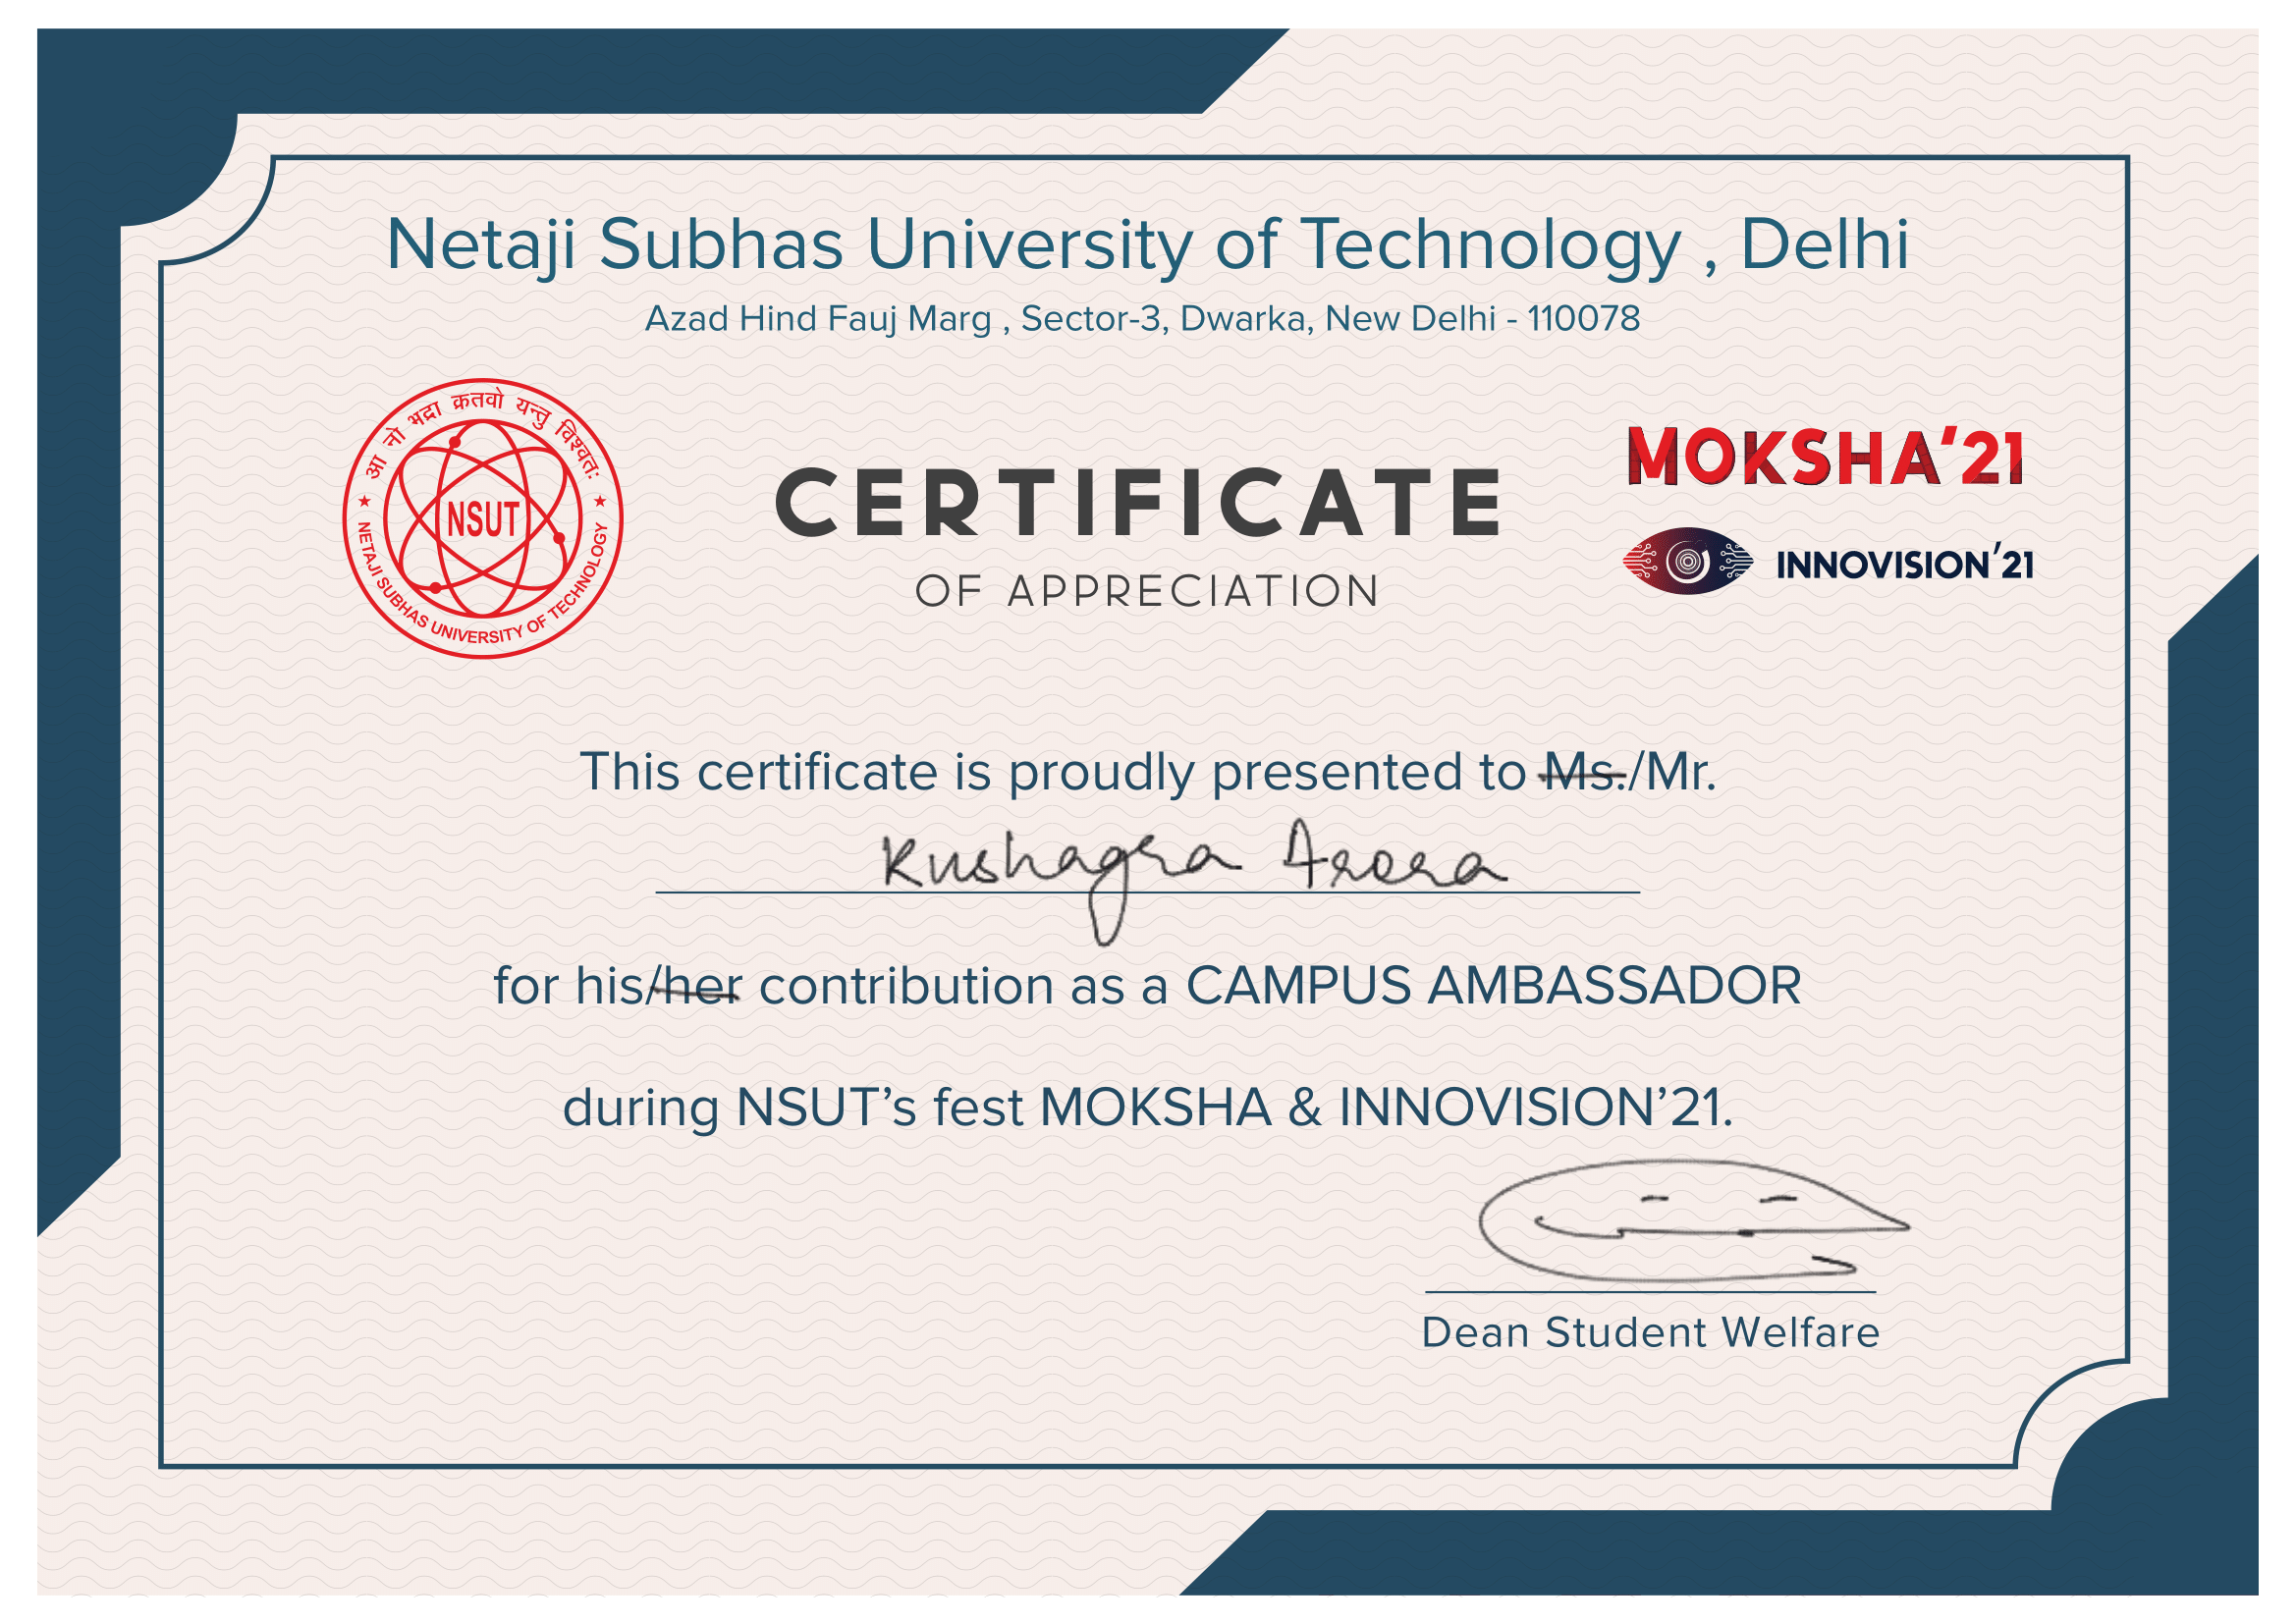 Netaji Subhas University of Technology , Delhi
Azad Hind Fauj Marg , Sector-3, Dwarka, New Delhi - 110078
आ नो भद्रा क्रतवो यन्तु विश्वतः
NSUT
★ NETAJI SUBHAS UNIVERSITY OF TECHNOLOGY ★
CERTIFICATE
OF APPRECIATION
MOKSHA'21
INNOVISION'21
This certificate is proudly presented to Ms./Mr.
Kushagra Arora
for his/her contribution as a CAMPUS AMBASSADOR
during NSUT’s fest MOKSHA & INNOVISION’21.
Dean Student Welfare